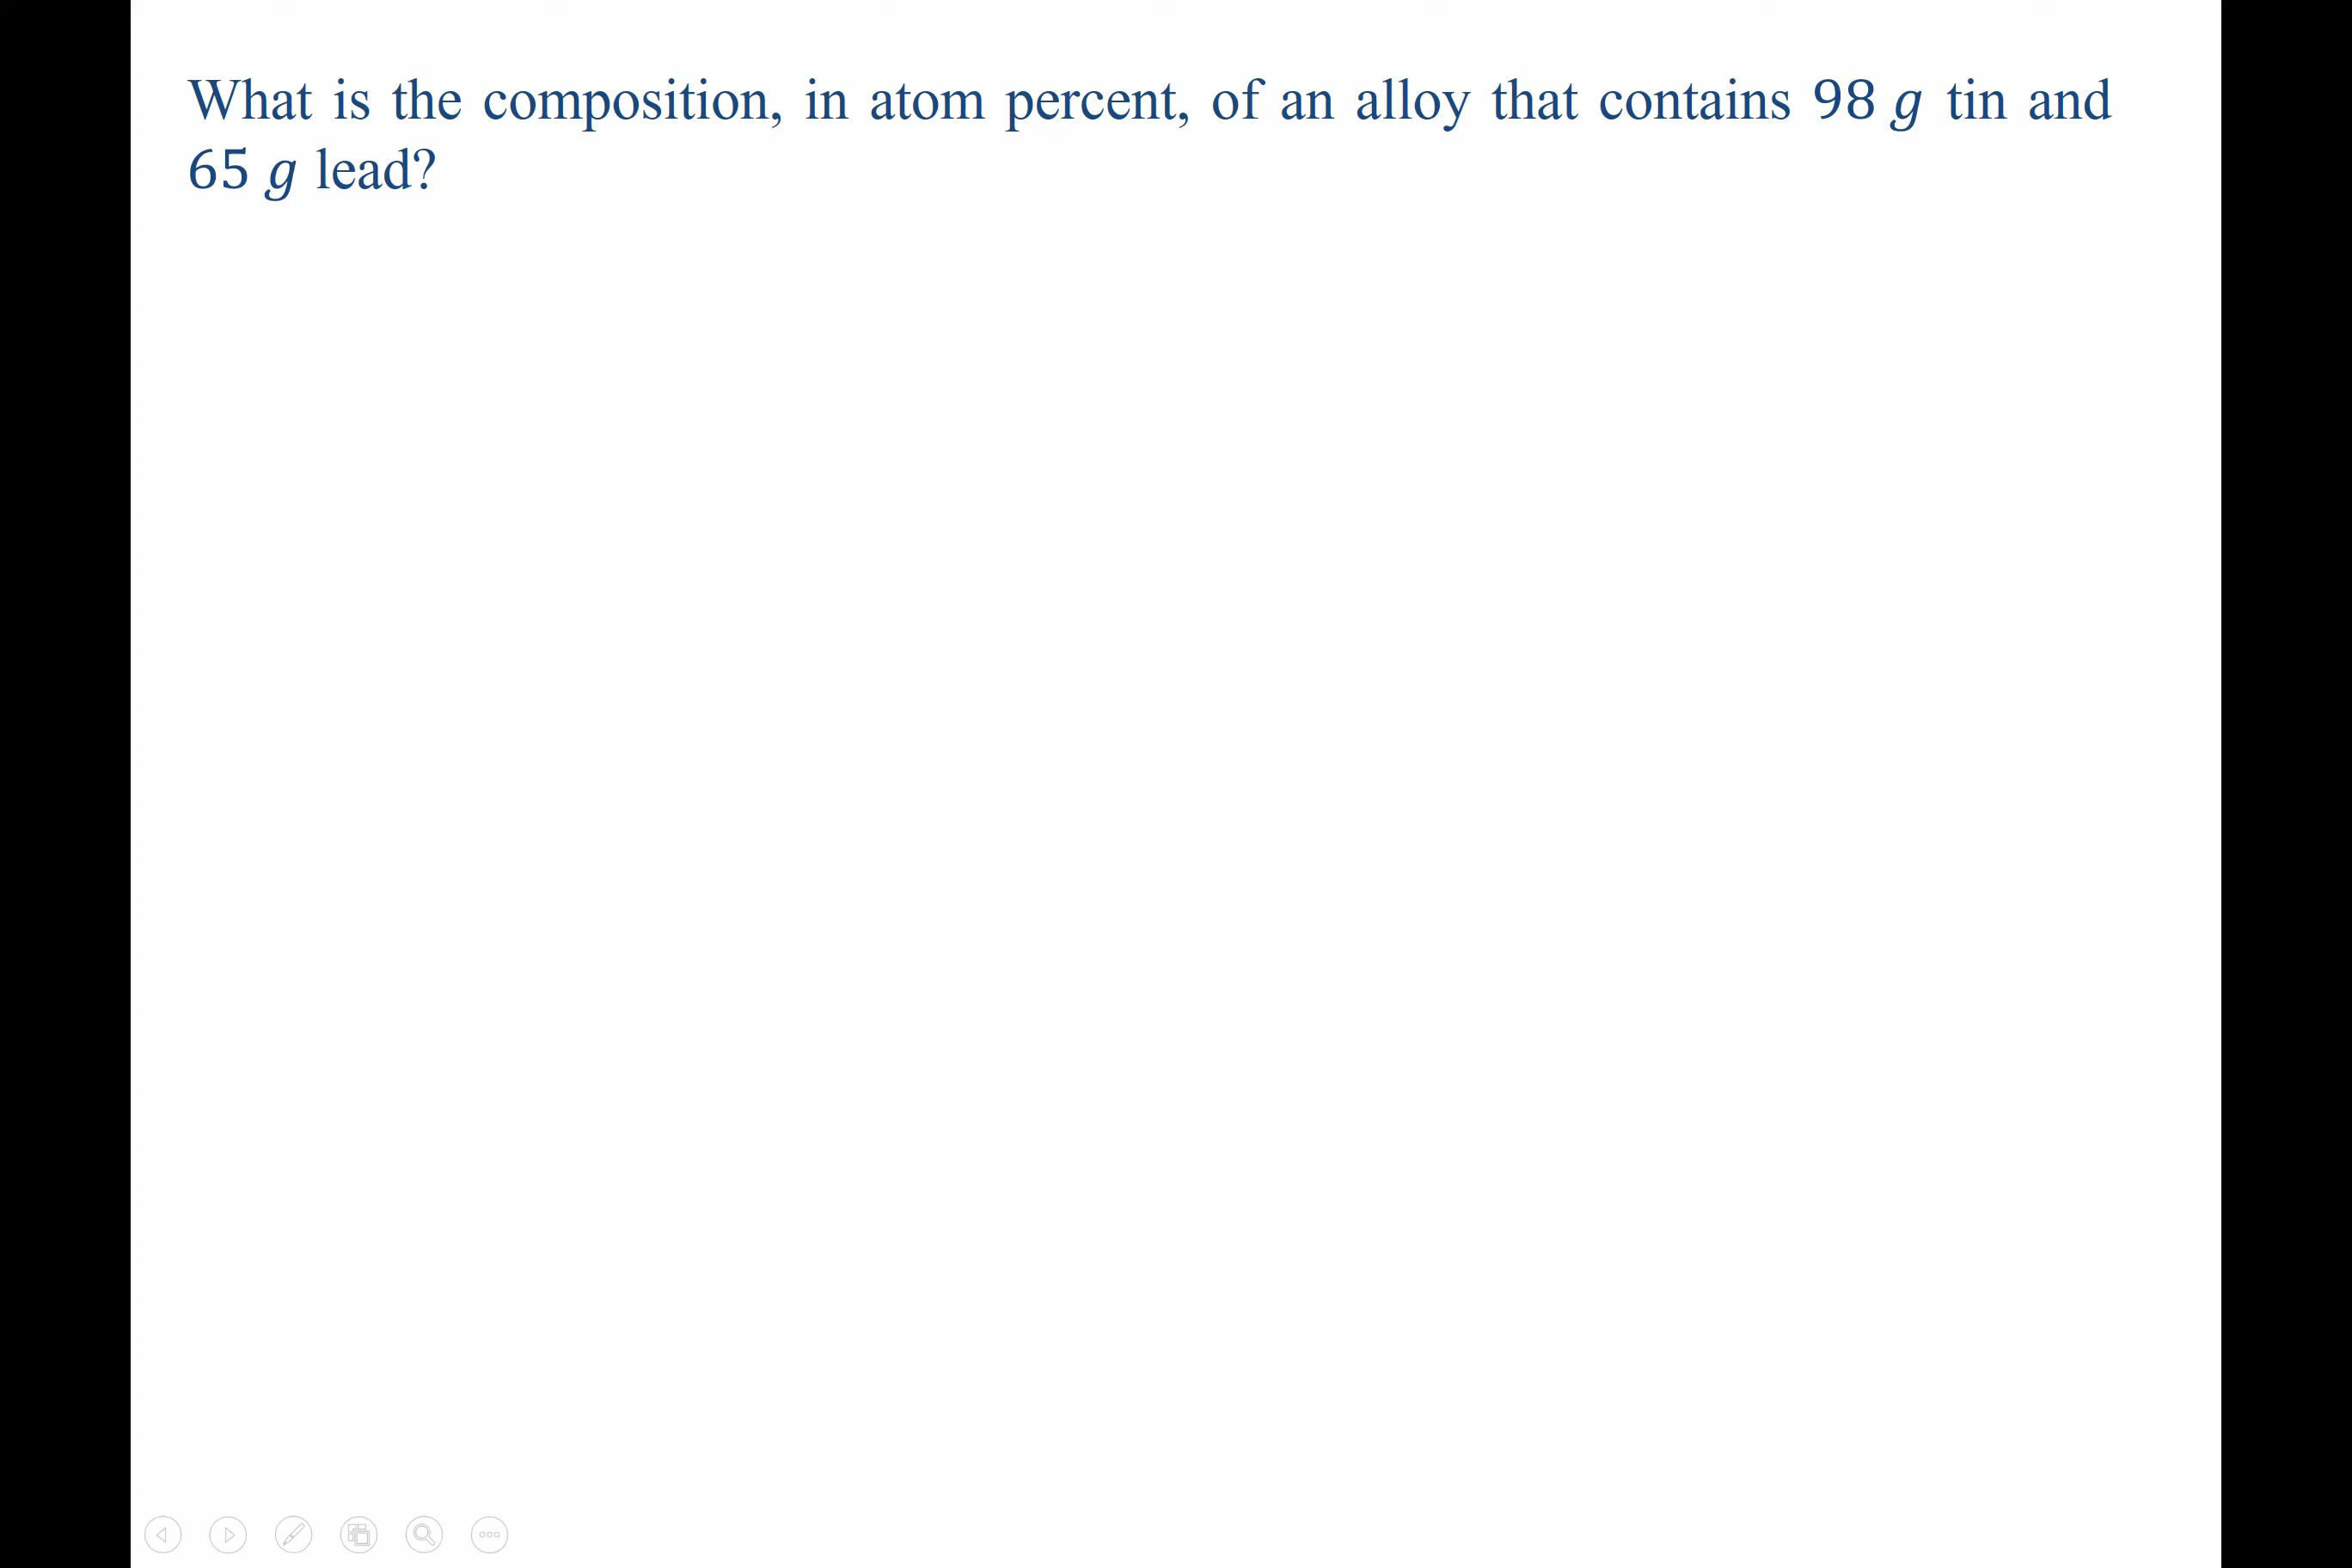 What is the composition, in atom percent, of an alloy that contains 98 g tin and
65 g lead?